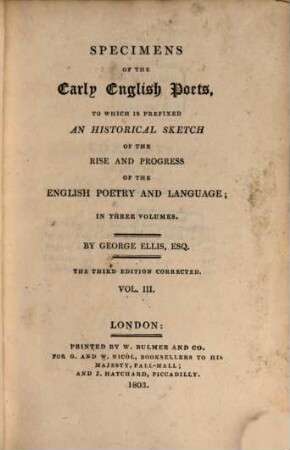 SPECIMENS
OF THE
Early English Poets,
TO WHICH IS PREFIXED
AN HISTORICAL SKETCH
OF THE
RISE AND PROGRESS
OF THE
ENGLISH POETRY AND LANGUAGE;
IN THREE VOLUMES.
BY GEORGE ELLIS, ESQ.
THE THIRD EDITION CORRECTED.
VOL. III.
LONDON:
PRINTED BY W. BULMER AND CO.
FOR G. AND W. NICOL, BOOKSELLERS TO HIS
MAJESTY, PALL-MALL;
AND J. HATCHARD, PICCADILLY.
1803.